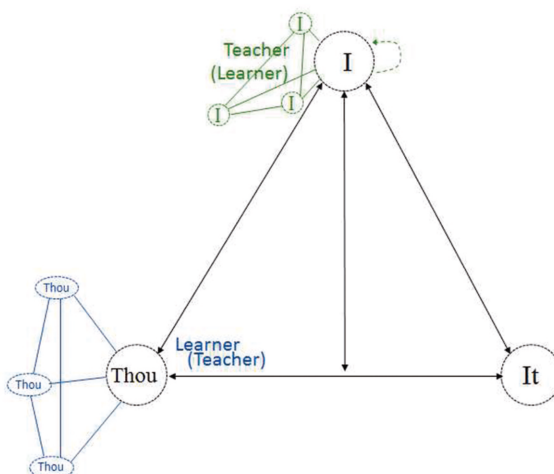 I
Teacher
(Learner)
I
I
I
Thou
Learner
(Teacher)
Thou
Thou
It
Thou